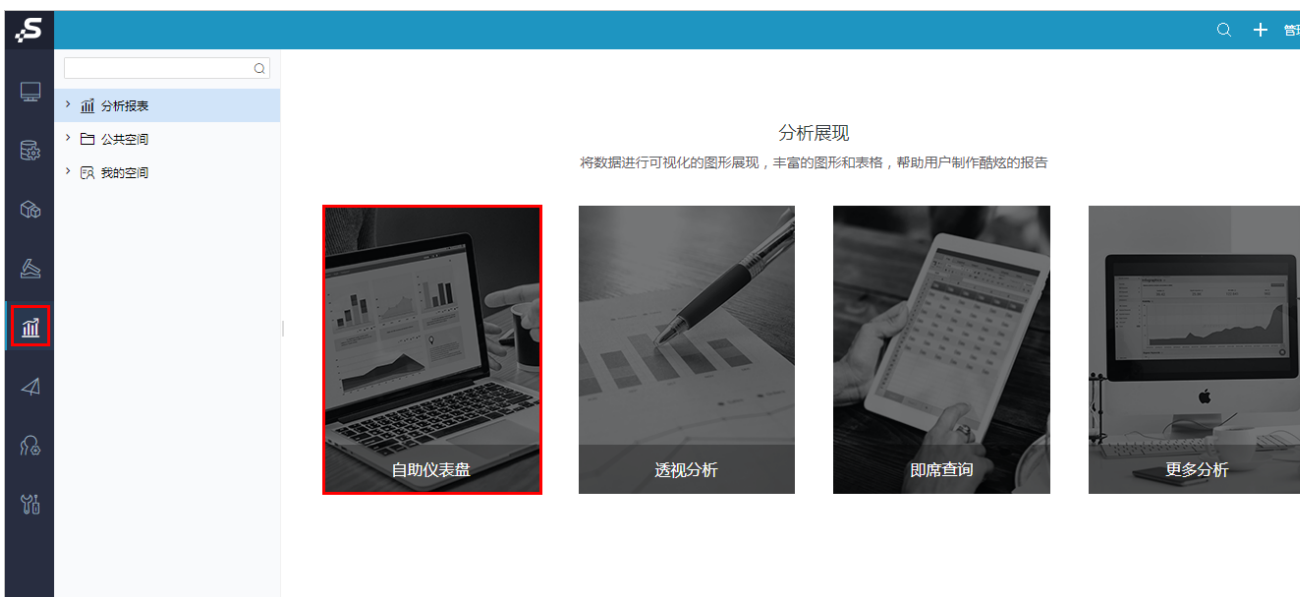 管理
分析报表
公共空间
我的空间
分析展现
将数据进行可视化的图形展现，丰富的图形和表格，帮助用户制作酷炫的报告
自助仪表盘
透视分析
即席查询
更多分析